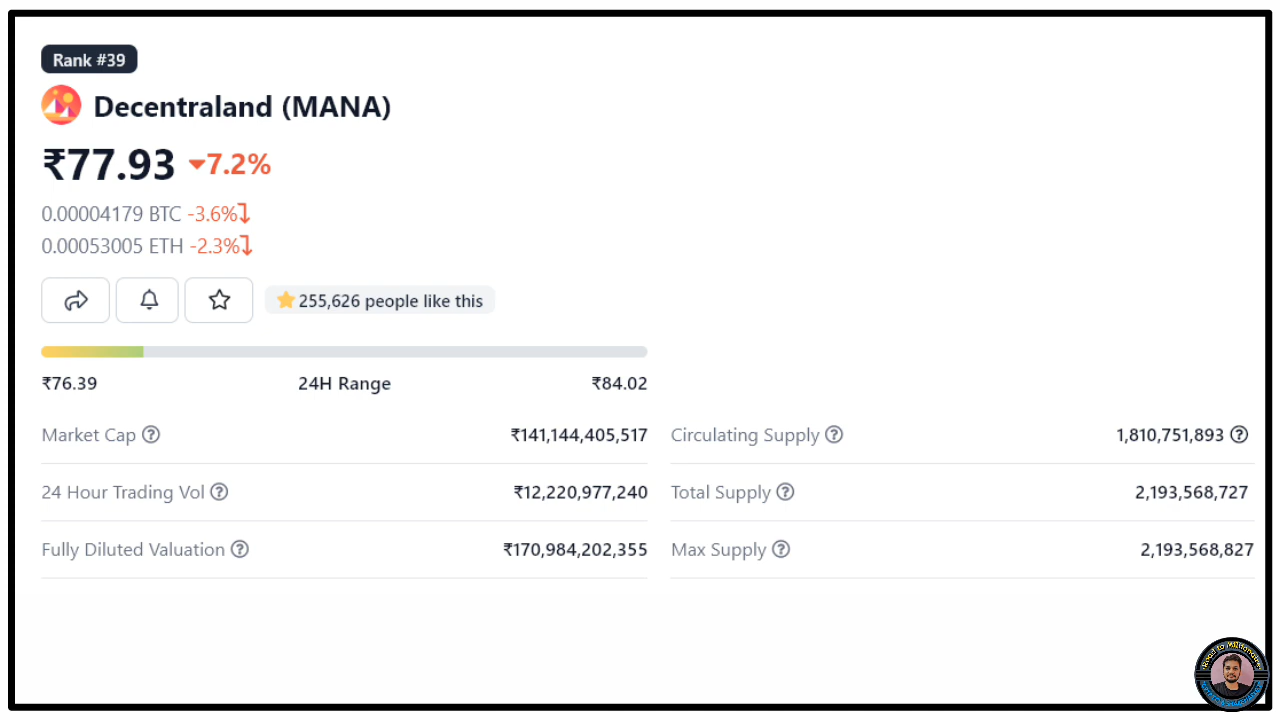 Rank #39
Decentraland (MANA)
₹77.93 7.2%
0.00004179 BTC -3.6%
0.00053005 ETH -2.3%
255,626 people like this
₹76.39 24H Range ₹84.02
Market Cap ₹141,144,405,517
Circulating Supply 1,810,751,893
24 Hour Trading Vol ₹12,220,977,240
Total Supply 2,193,568,727
Fully Diluted Valuation ₹170,984,202,355
Max Supply 2,193,568,827
Road to Millionaire